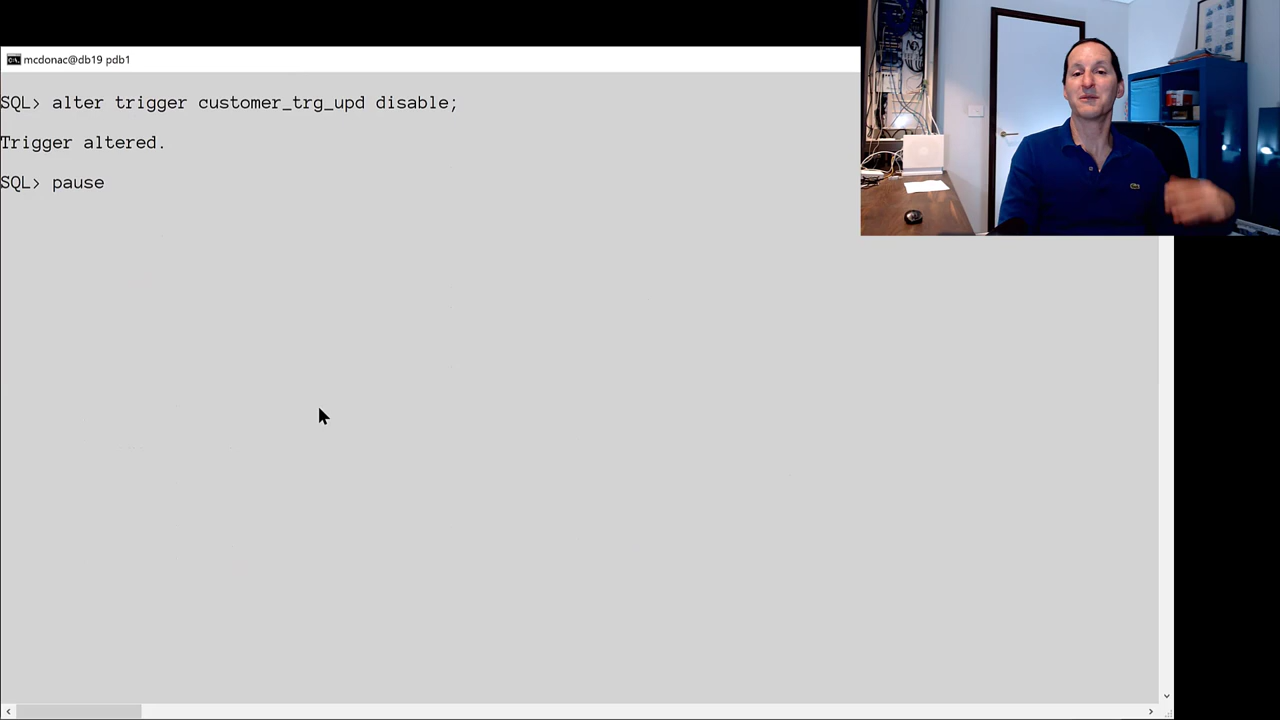 mcdonac@db19 pdb1
SQL> alter trigger customer_trg_upd disable;
Trigger altered.
SQL> pause